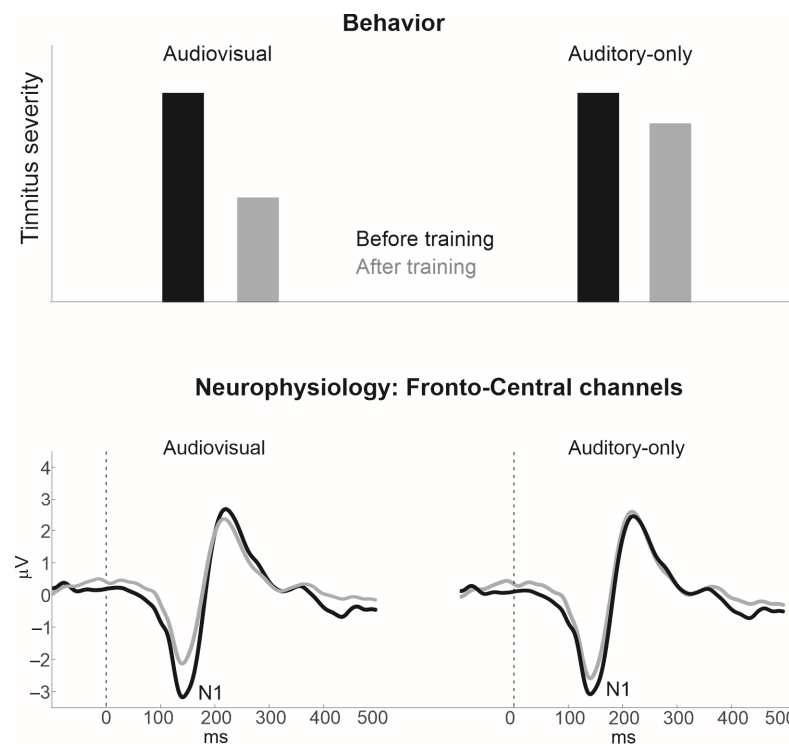 Behavior
Audiovisual
Auditory-only
Tinnitus severity
Before training
After training
Neurophysiology: Fronto-Central channels
Audiovisual
Auditory-only
4
3
2
1
0
–1
–2
–3
µV
N1
N1
0 100 200 300 400 500
0 100 200 300 400
ms
ms